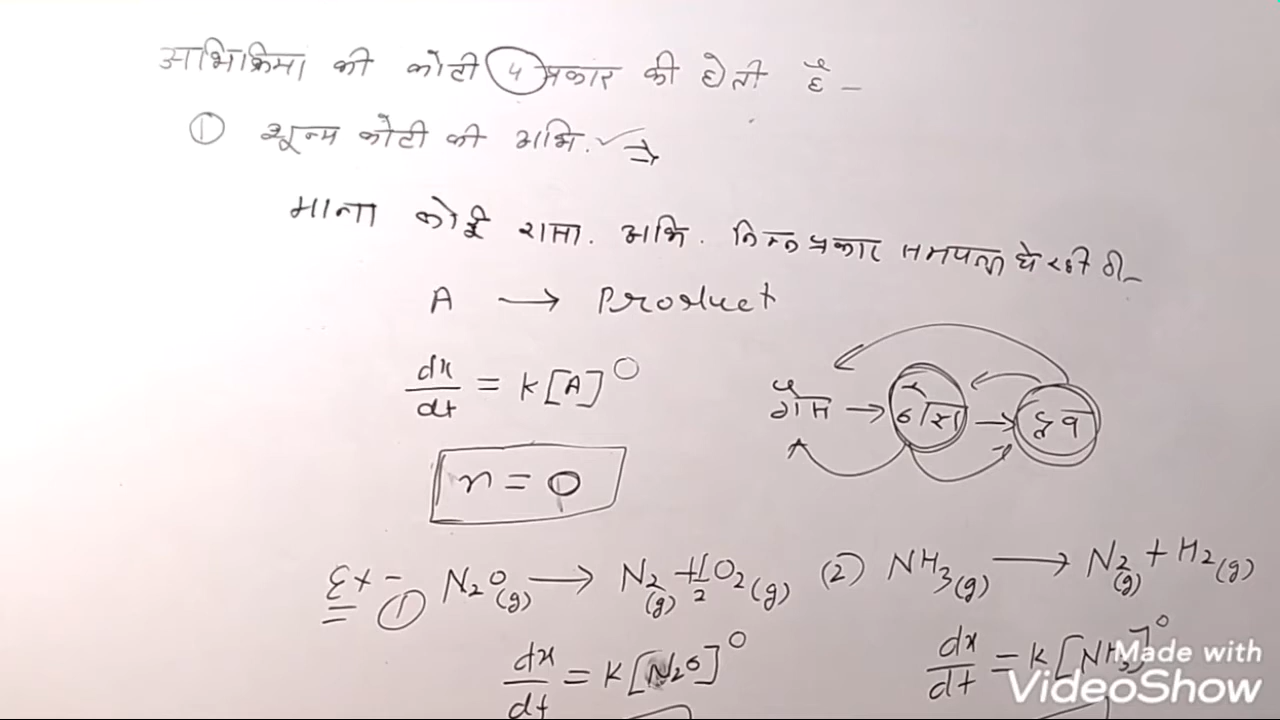 अभिक्रिया की कोटी 4 प्रकार की होती है -
① शून्य कोटी की अभि. ✓ ⇒
माना कोई रासा. अभि. निम्न प्रकार सम्पन्न हो रही है -
A → Product
dx/dt = K[A]⁰
गैस → ठोस → द्रव
n = 0
Ex - ① N₂O(g) → N₂(g) + 1/2 O₂(g) (2) NH₃(g) → N₂(g) + H₂(g)
dx/dt = K[N₂O]⁰ dx/dt = K[NH₃]⁰
Made with
VideoShow